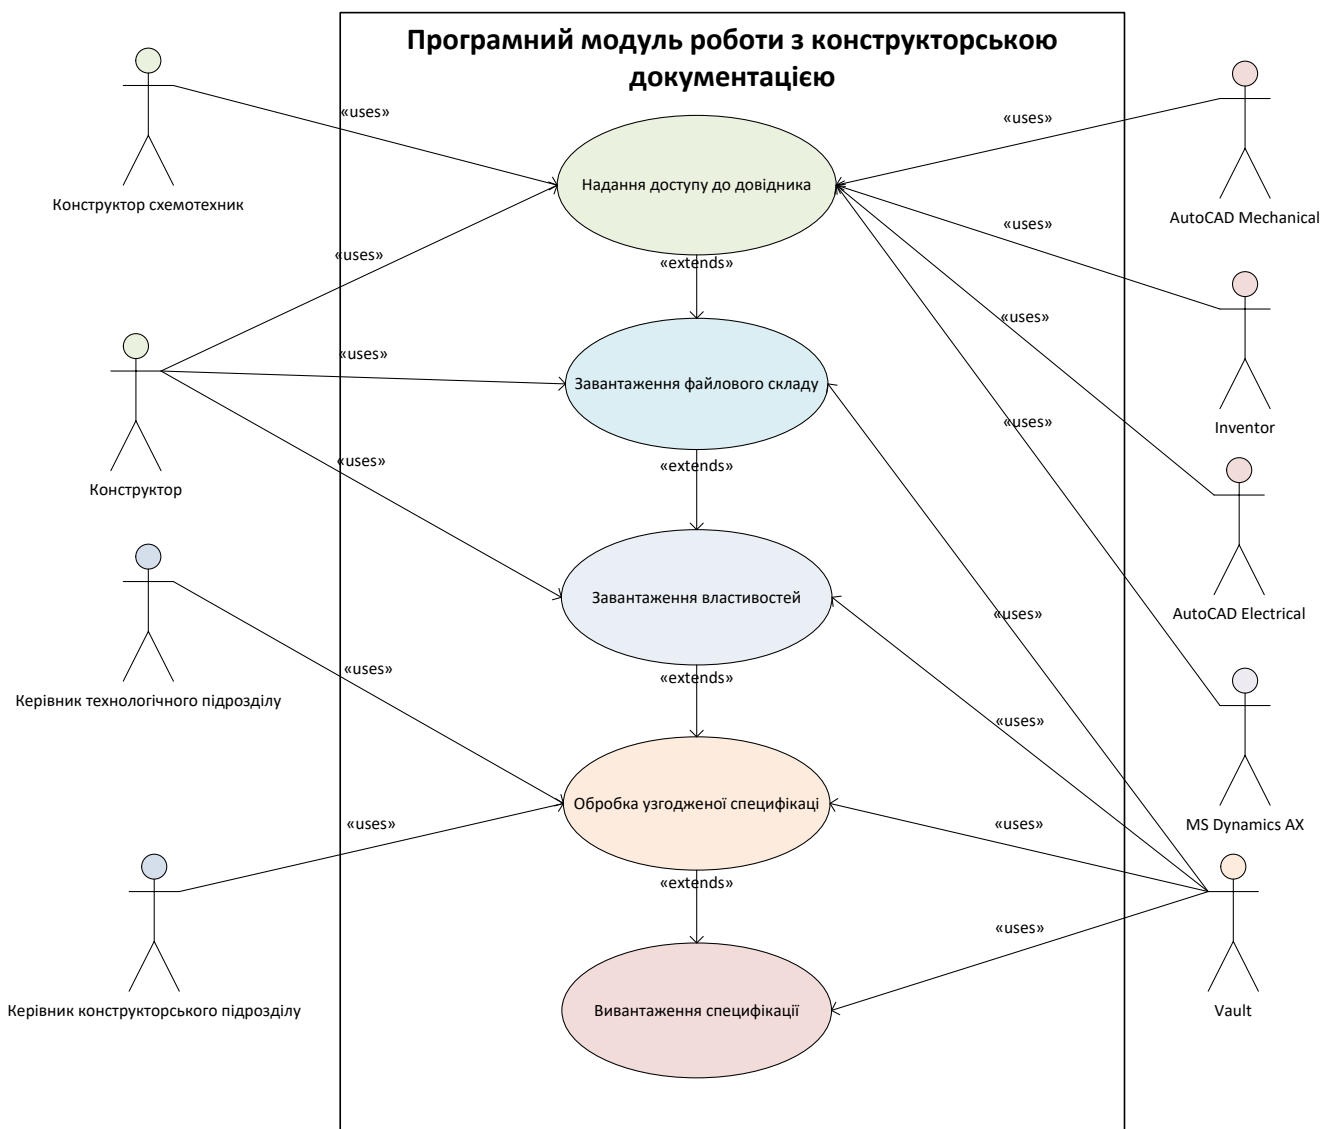 Програмний модуль роботи з конструкторською
документацією
«uses»
«uses»
Надання доступу до довідника
Конструктор схемотехник
AutoCAD Mechanical
«uses»
«uses»
«extends»
«uses»
«uses»
Завантаження файлового складу
«uses»
Inventor
«uses»
«extends»
Конструктор
Завантаження властивостей
«uses»
AutoCAD Electrical
«uses»
«extends»
Керівник технологічного підрозділу
«uses»
Обробка узгодженої специфікаці
«uses»
«uses»
MS Dynamics AX
«extends»
«uses»
Керівник конструкторського підрозділу
Вивантаження специфікації
Vault